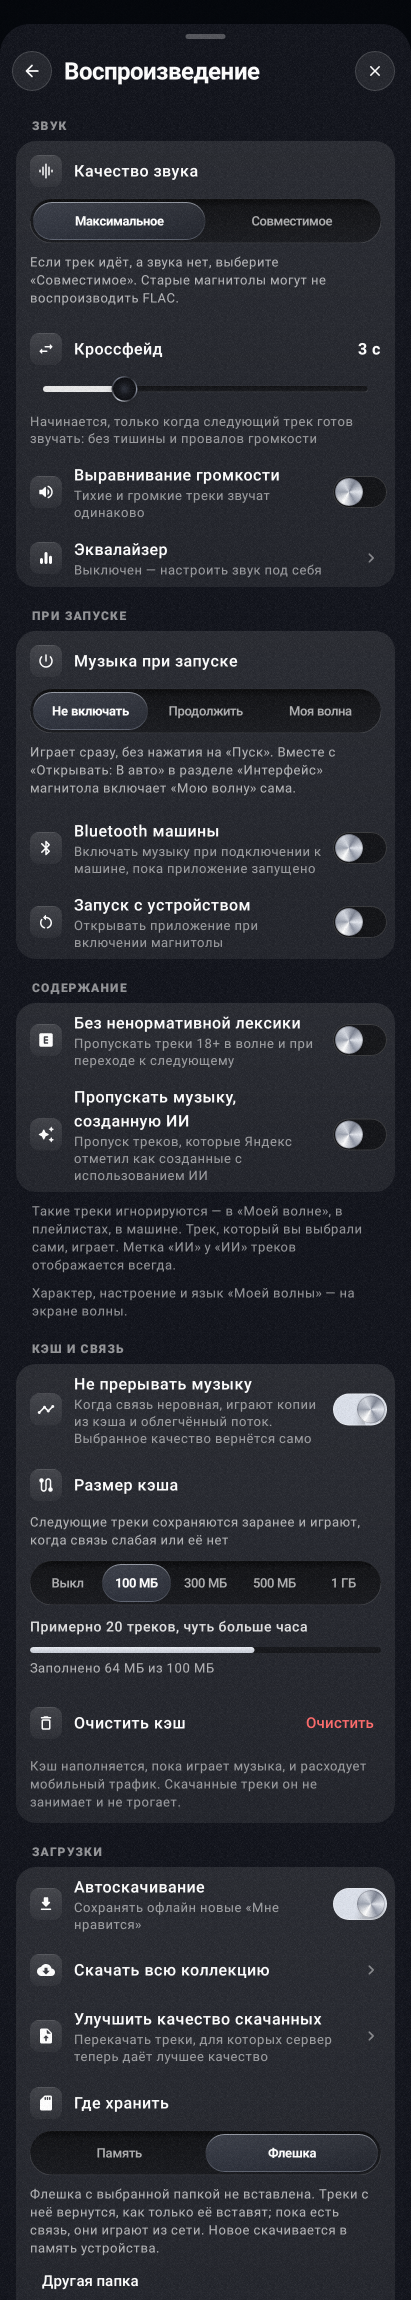 Воспроизведение
ЗВУК
Качество звука
Максимальное Совместимое
Если трек идёт, а звука нет, выберите
«Совместимое». Старые магнитолы могут не
воспроизводить FLAC.
Кроссфейд 3 с
Начинается, только когда следующий трек готов
звучать: без тишины и провалов громкости
Выравнивание громкости
Тихие и громкие треки звучат
одинаково
Эквалайзер
Выключен — настроить звук под себя
ПРИ ЗАПУСКЕ
Музыка при запуске
Не включать Продолжить Моя волна
Играет сразу, без нажатия на «Пуск». Вместе с
«Открывать: В авто» в разделе «Интерфейс»
магнитола включает «Мою волну» сама.
Bluetooth машины
Включать музыку при подключении к
машине, пока приложение запущено
Запуск с устройством
Открывать приложение при
включении магнитолы
СОДЕРЖАНИЕ
E
Без ненормативной лексики
Пропускать треки 18+ в волне и при
переходе к следующему
Пропускать музыку,
созданную ИИ
Пропуск треков, которые Яндекс
отметил как созданные с
использованием ИИ
Такие треки игнорируются — в «Моей волне», в
плейлистах, в машине. Трек, который вы выбрали
сами, играет. Метка «ИИ» у «ИИ» треков
отображается всегда.
Характер, настроение и язык «Моей волны» — на
экране волны.
КЭШ И СВЯЗЬ
Не прерывать музыку
Когда связь неровная, играют копии
из кэша и облегчённый поток.
Выбранное качество вернётся само
Размер кэша
Следующие треки сохраняются заранее и играют,
когда связь слабая или её нет
Выкл 100 МБ 300 МБ 500 МБ 1 ГБ
Примерно 20 треков, чуть больше часа
Заполнено 64 МБ из 100 МБ
Очистить кэш Очистить
Кэш наполняется, пока играет музыка, и расходует
мобильный трафик. Скачанные треки он не
занимает и не трогает.
ЗАГРУЗКИ
Автоскачивание
Сохранять офлайн новые «Мне
нравится»
Скачать всю коллекцию
Улучшить качество скачанных
Перекачать треки, для которых сервер
теперь даёт лучшее качество
Где хранить
Память Флешка
Флешка с выбранной папкой не вставлена. Треки с
неё вернутся, как только её вставят; пока есть
связь, они играют из сети. Новое скачивается в
память устройства.
Другая папка